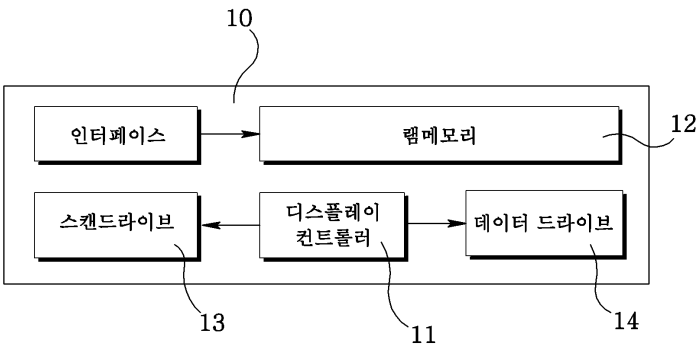 10
인터페이스
램메모리
12
스캔드라이브
디스플레이
컨트롤러
데이터 드라이브
13
11
14